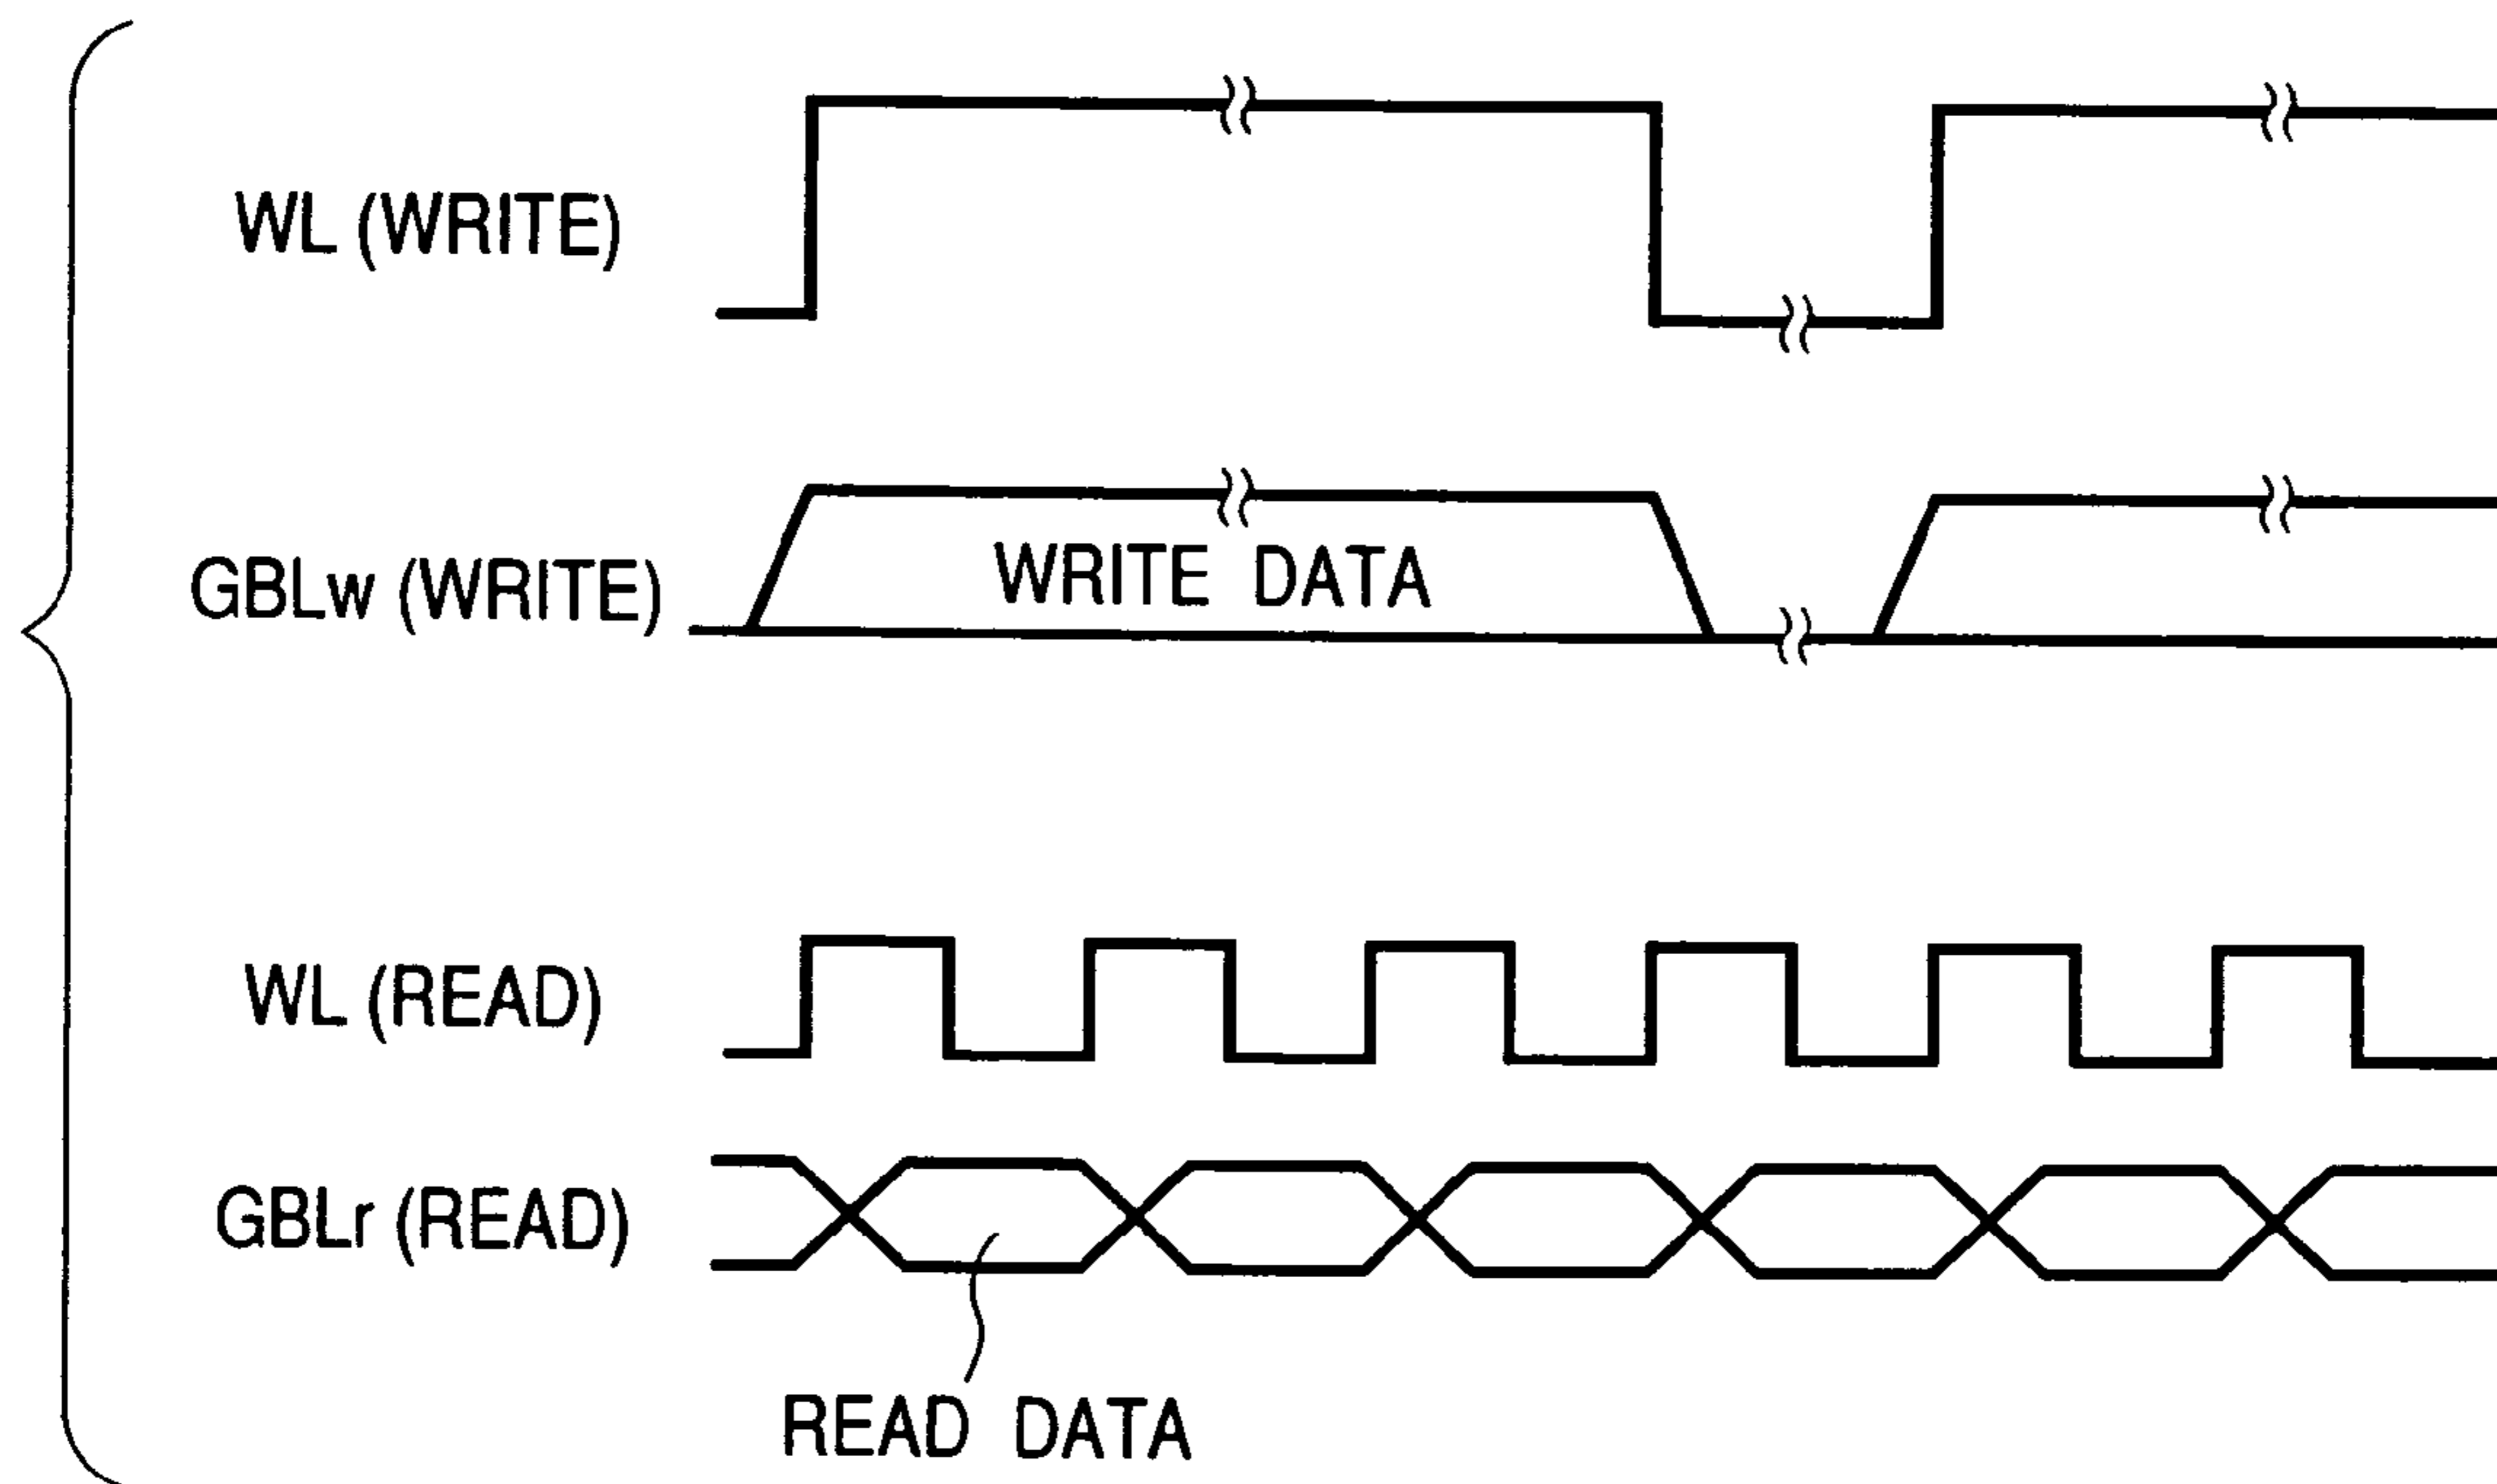 WL (WRITE)
GBLw (WRITE)
WRITE DATA
WL (READ)
GBLr (READ)
READ DATA